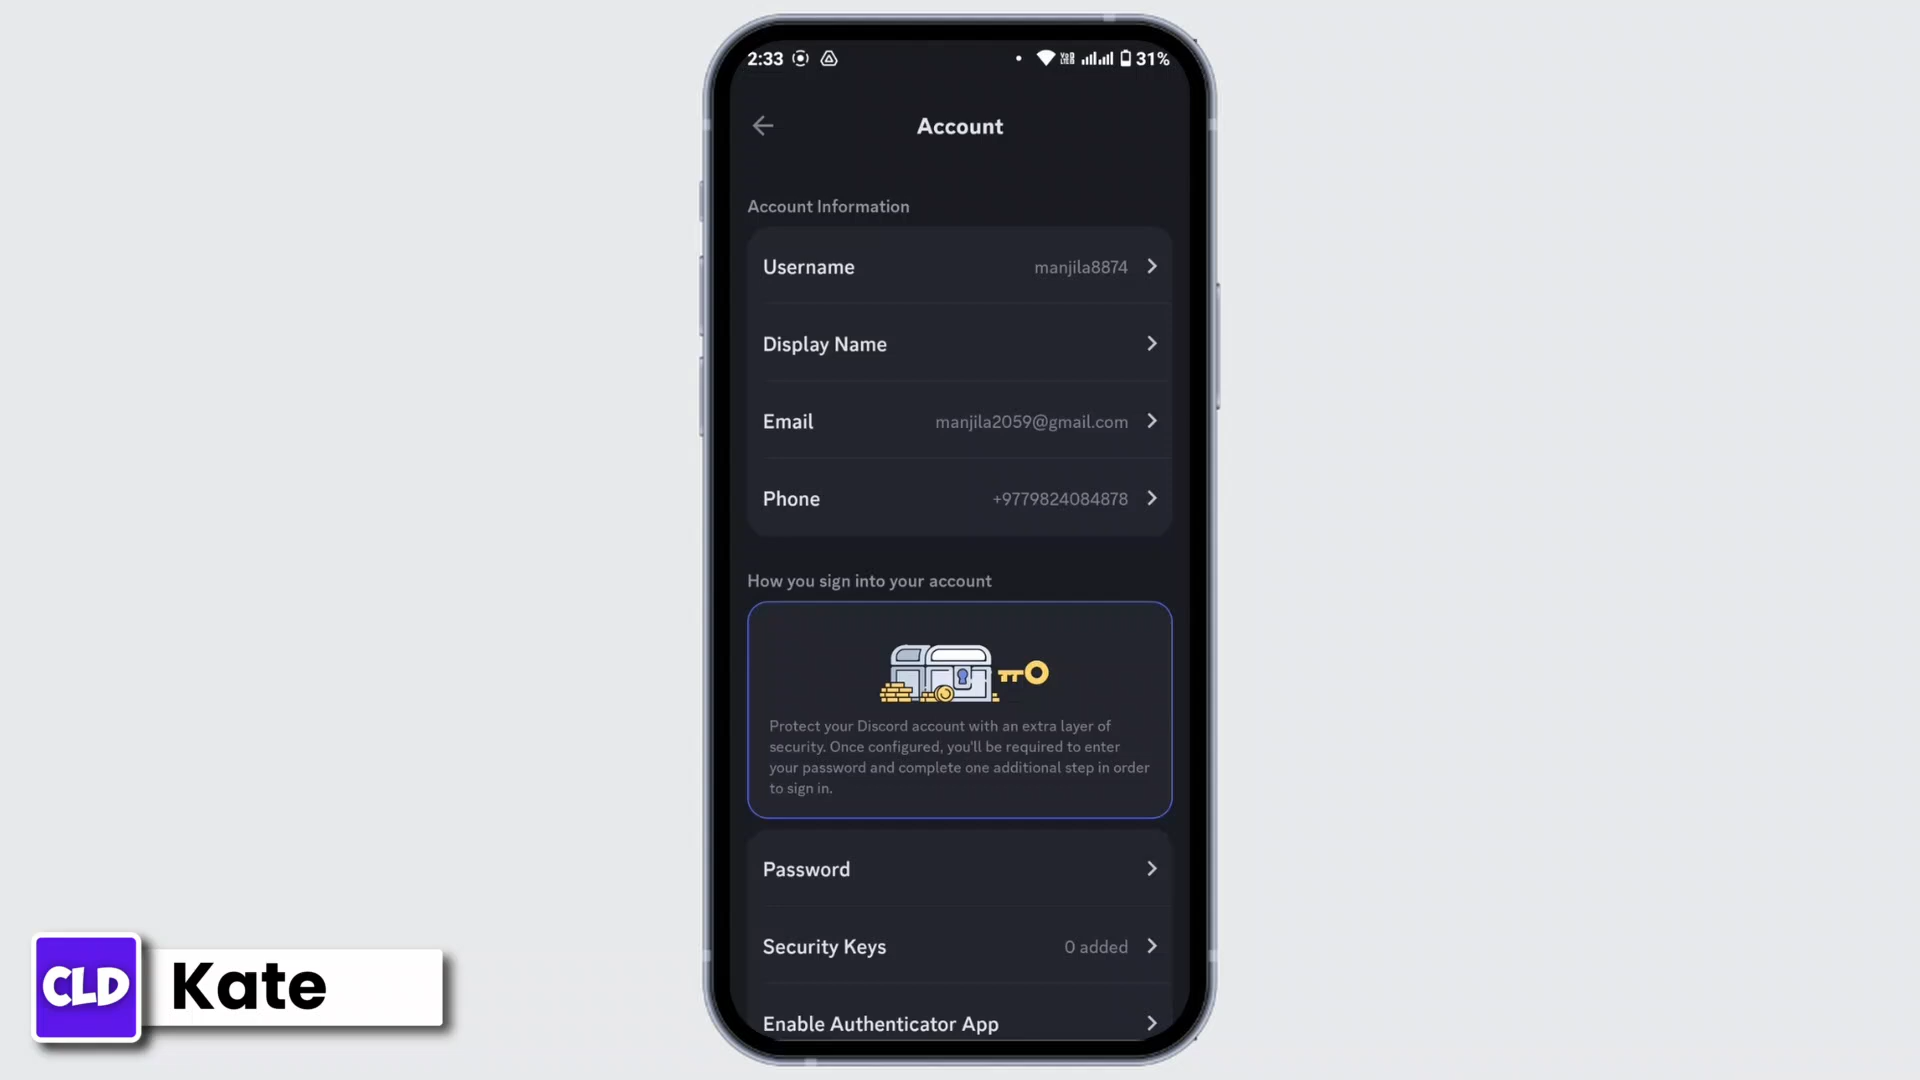 2:33 31%
Account
Account Information
Username manjila8874
Display Name
Email manjila2059@gmail.com
Phone +9779824084878
How you sign into your account
Protect your Discord account with an extra layer of
security. Once configured, you'll be required to enter
your password and complete one additional step in order
to sign in.
Password
Security Keys 0 added
Enable Authenticator App
CLD Kate